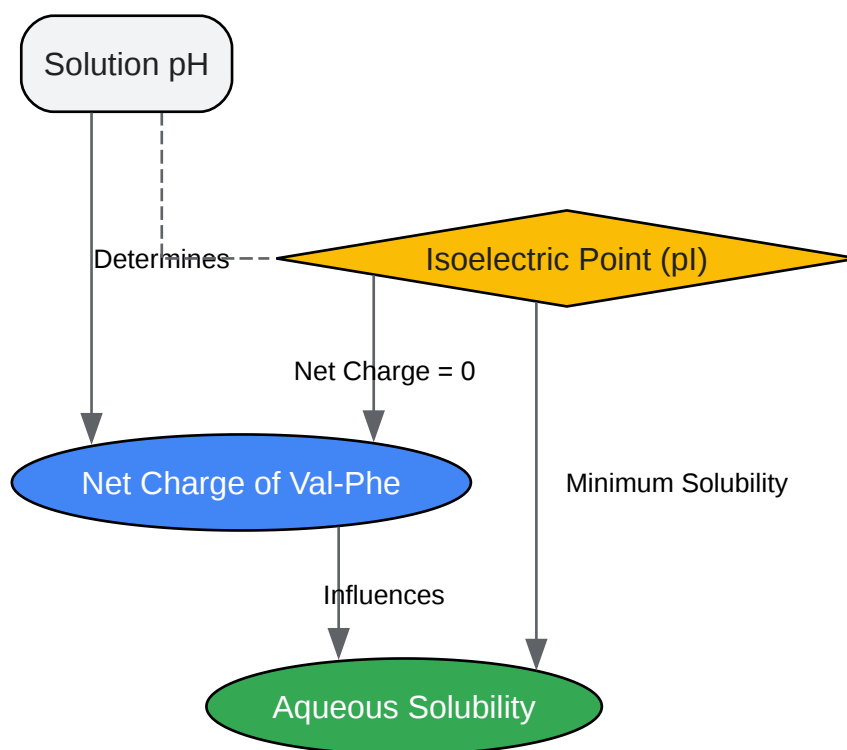 Solution pH
Determines
Isoelectric Point (pI)
Net Charge = 0
Net Charge of Val-Phe
Minimum Solubility
Influences
Aqueous Solubility